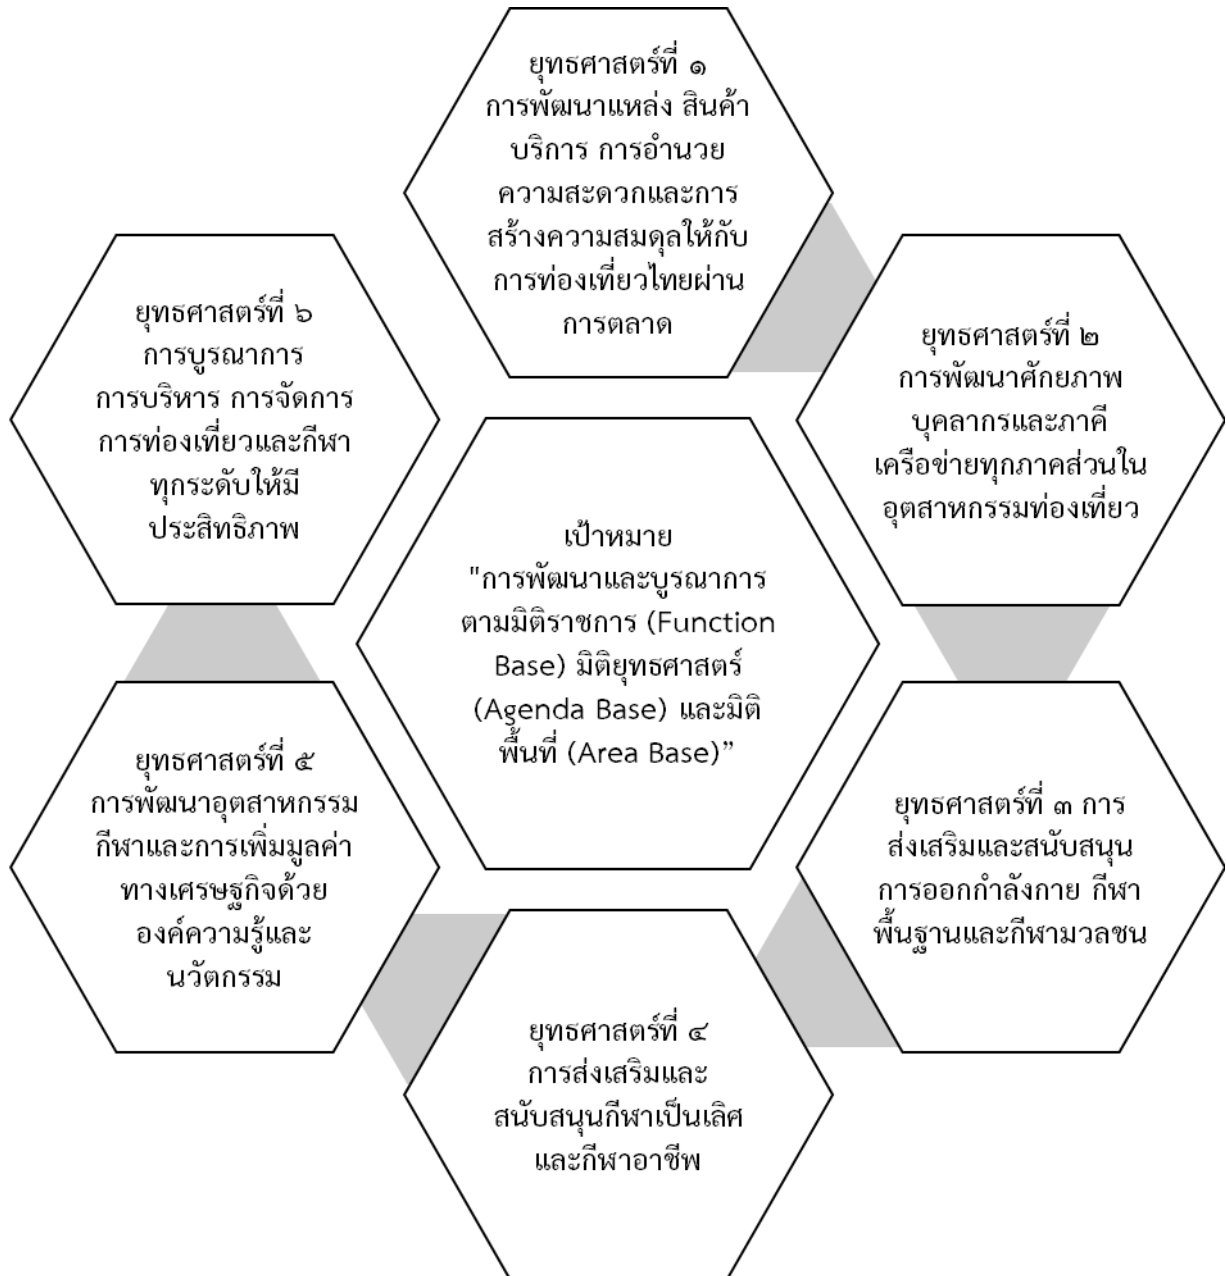 ยุทธศาสตร์ที่ ๑
การพัฒนาแหล่ง สินค้า
บริการ การอำนวย
ความสะดวกและการ
สร้างความสมดุลให้กับ
การท่องเที่ยวไทยผ่าน
การตลาด
ยุทธศาสตร์ที่ ๒
การพัฒนาศักยภาพ
บุคลากรและภาคี
เครือข่ายทุกภาคส่วนใน
อุตสาหกรรมท่องเที่ยว
ยุทธศาสตร์ที่ ๓ การ
ส่งเสริมและสนับสนุน
การออกกำลังกาย กีฬา
พื้นฐานและกีฬามวลชน
ยุทธศาสตร์ที่ ๔
การส่งเสริมและ
สนับสนุนกีฬาเป็นเลิศ
และกีฬาอาชีพ
ยุทธศาสตร์ที่ ๕
การพัฒนาอุตสาหกรรม
กีฬาและการเพิ่มมูลค่า
ทางเศรษฐกิจด้วย
องค์ความรู้และ
นวัตกรรม
ยุทธศาสตร์ที่ ๖
การบูรณาการ
การบริหาร การจัดการ
การท่องเที่ยวและกีฬา
ทุกระดับให้มี
ประสิทธิภาพ
เป้าหมาย
"การพัฒนาและบูรณาการ
ตามมิติราชการ (Function
Base) มิติยุทธศาสตร์
(Agenda Base) และมิติ
พื้นที่ (Area Base)”